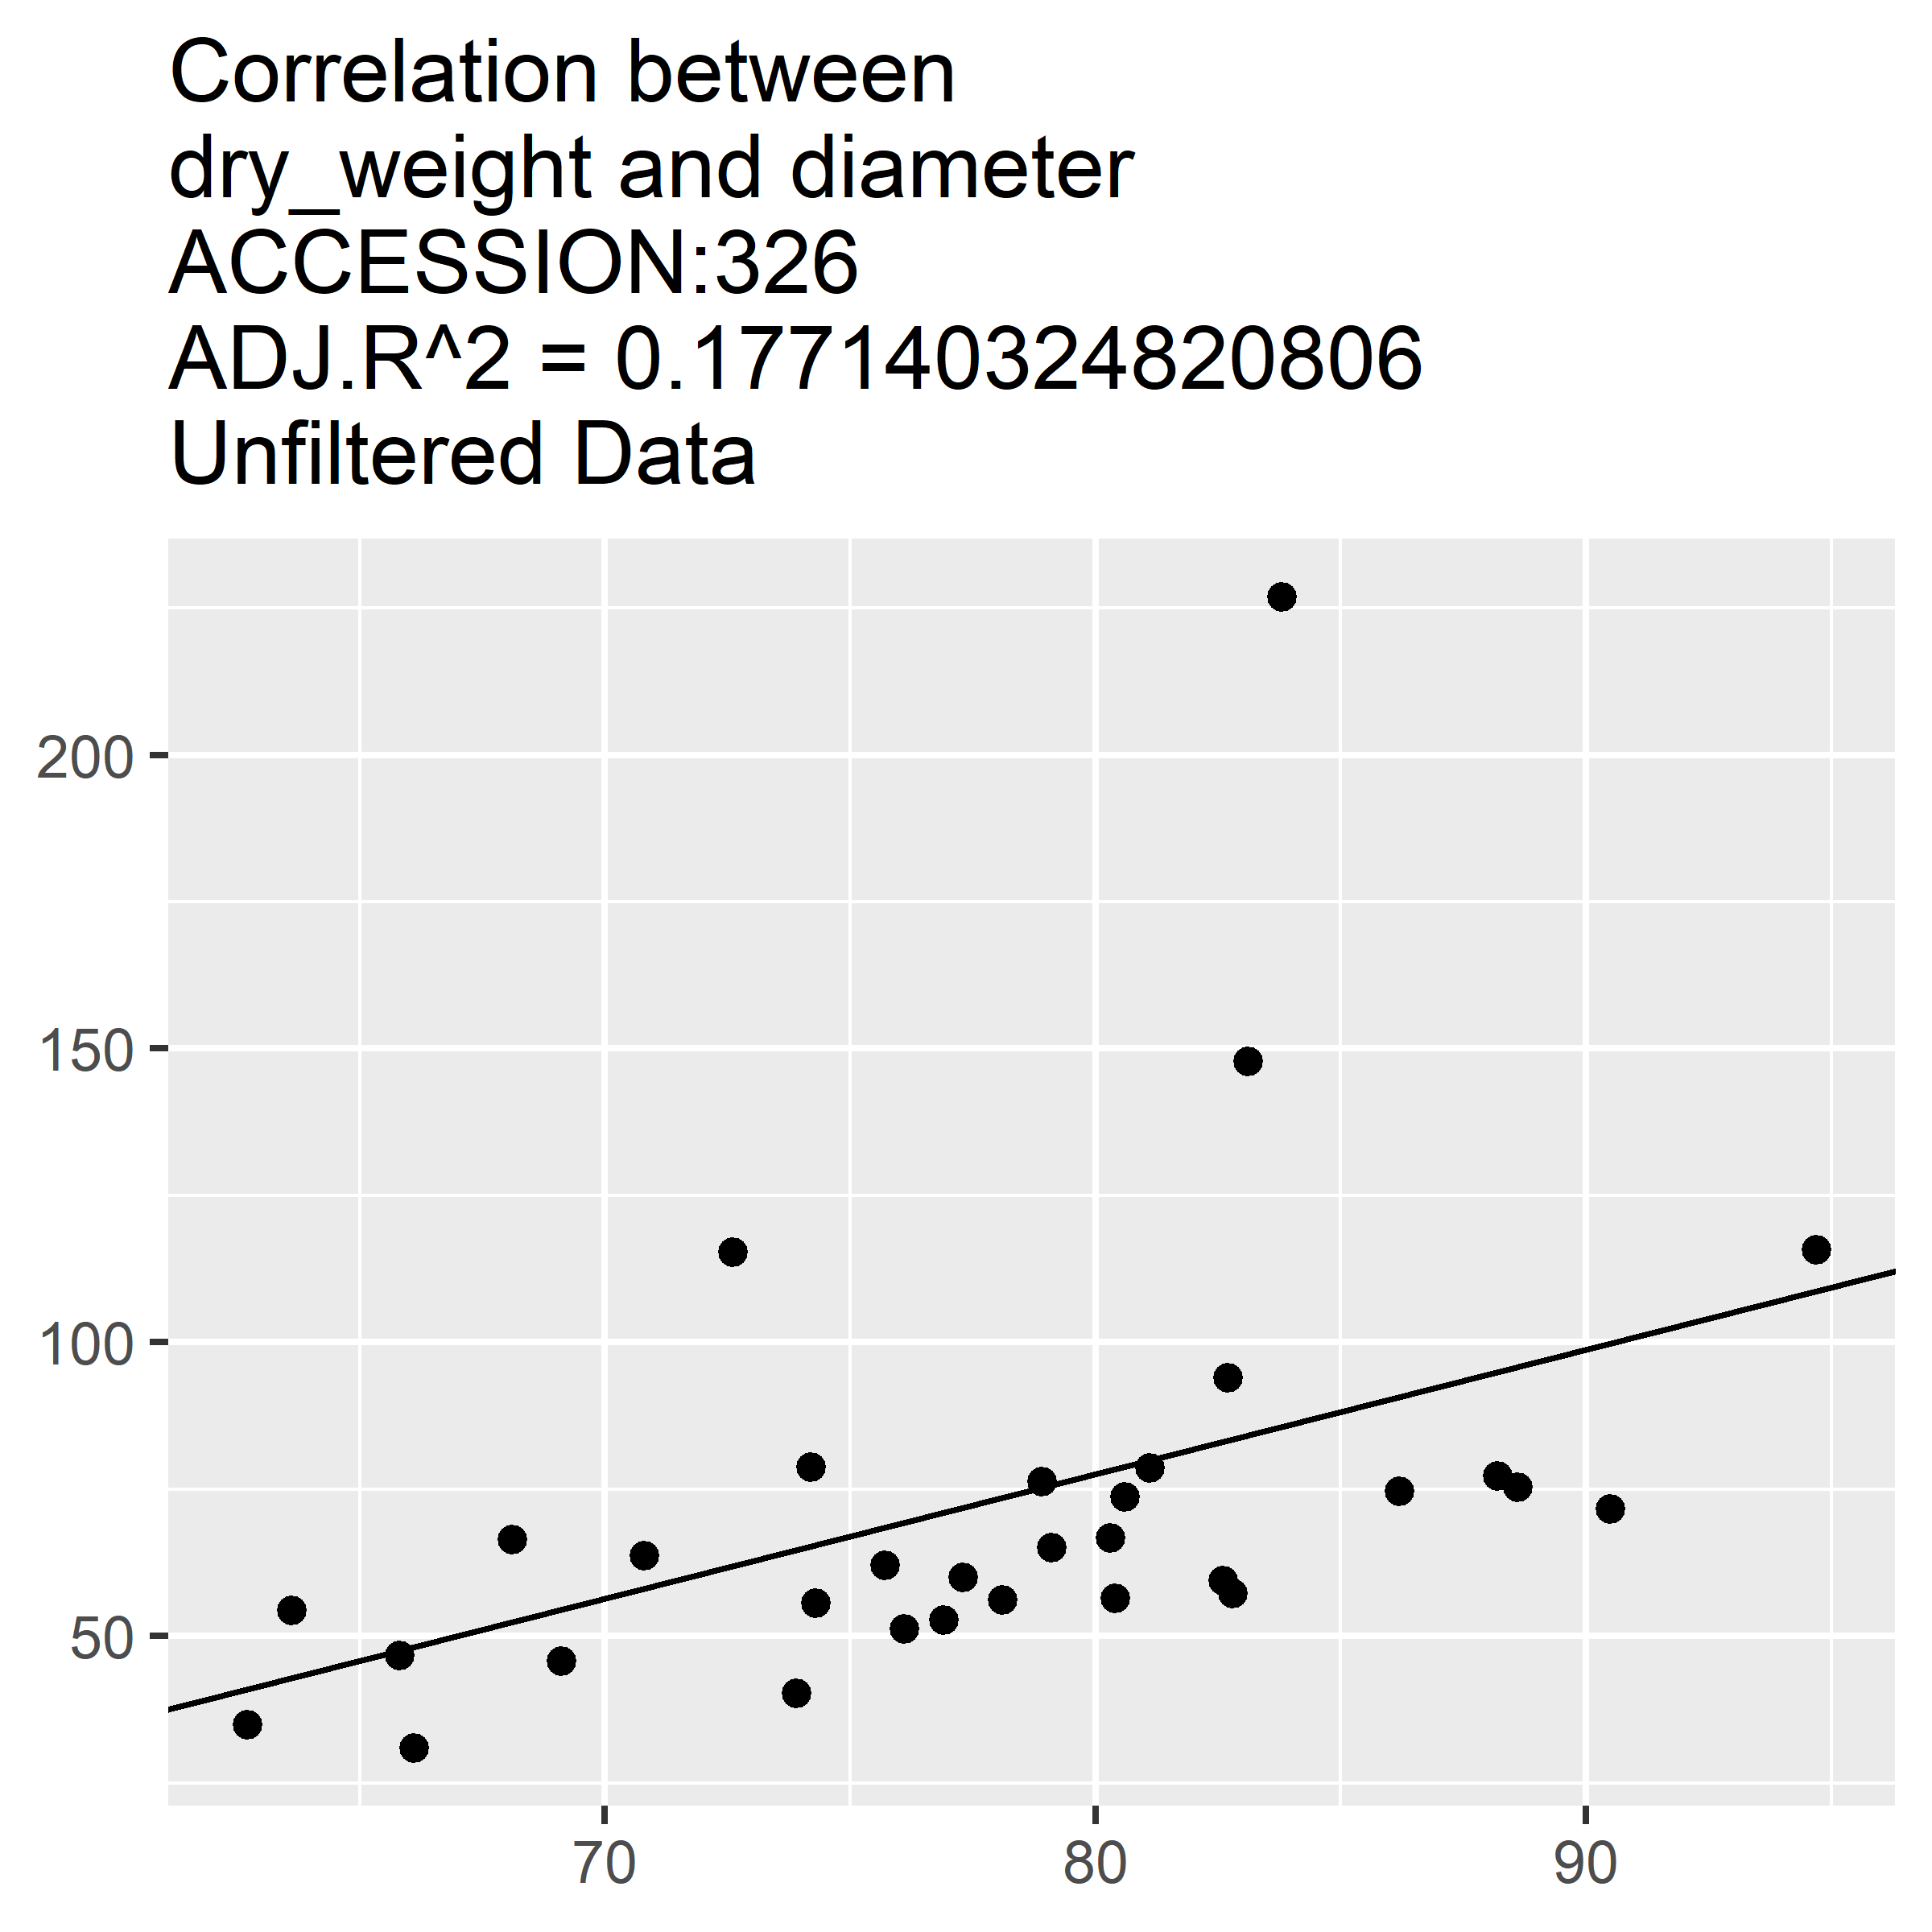 Correlation between
dry_weight and diameter
ACCESSION:326
ADJ.R^2 = 0.177140324820806
Unfiltered Data
200
150
100
50
70 80 90